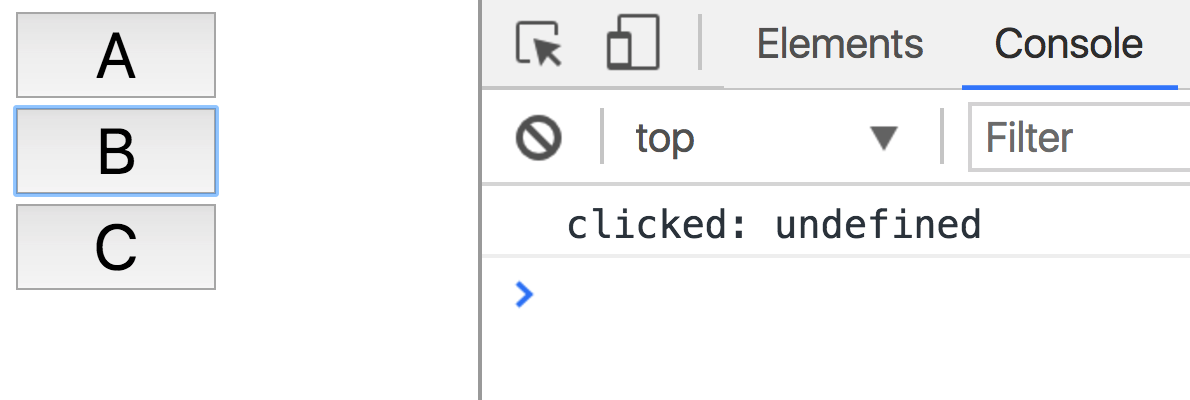 A
B
C
Elements Console
top Filter
clicked: undefined